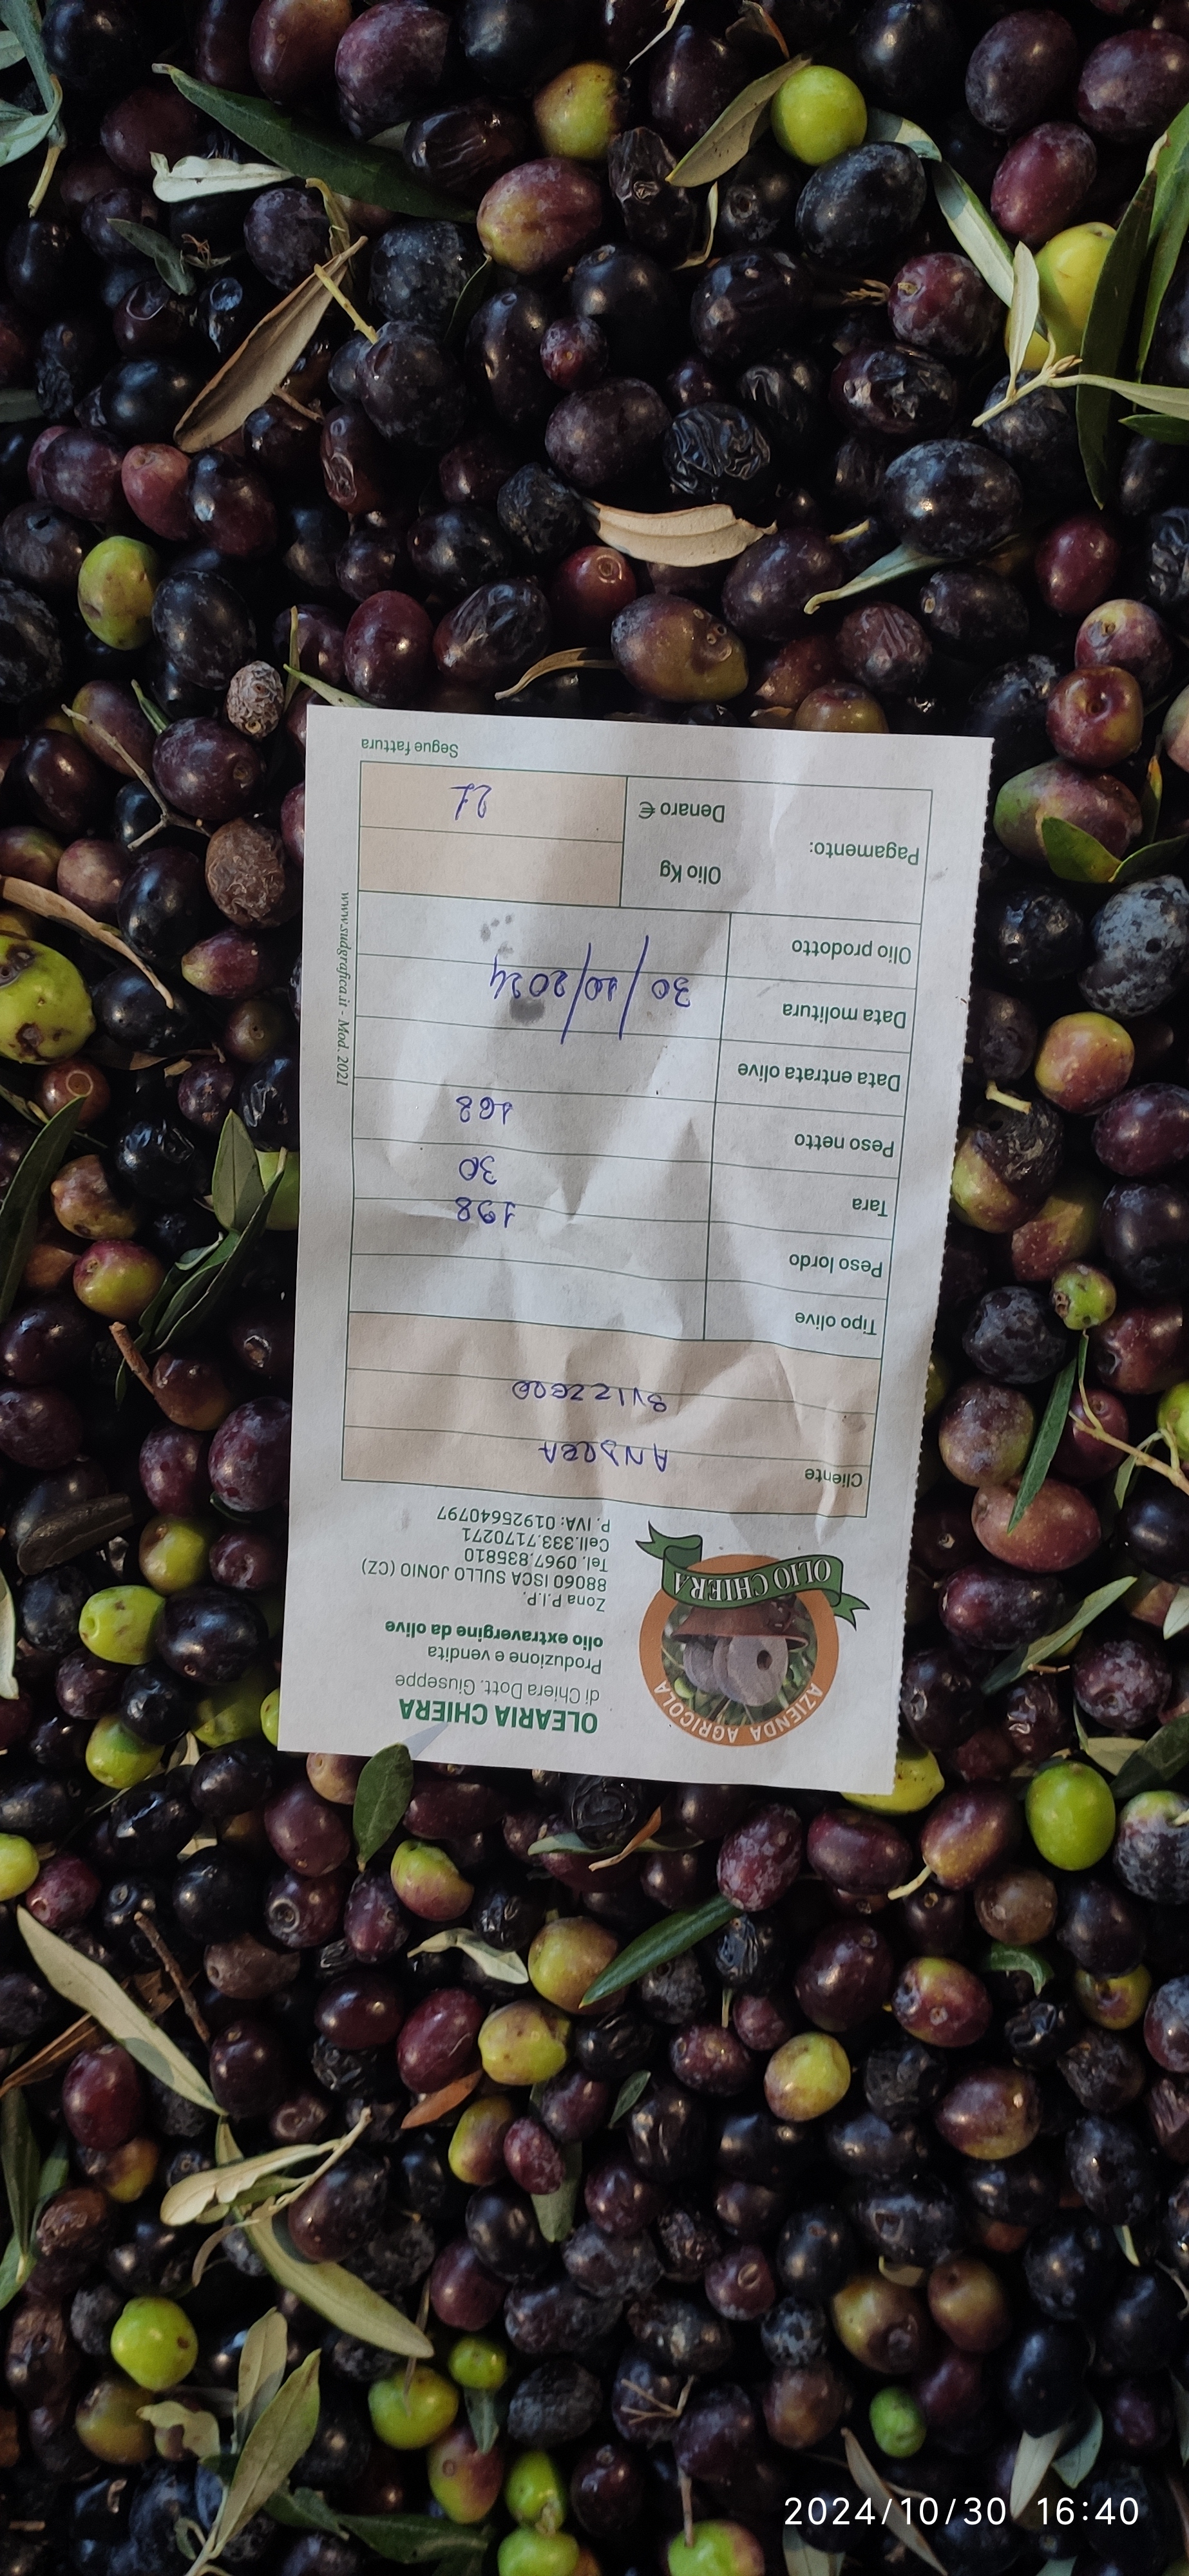 AZIENDA AGRICOLA
OLIO CHIERA
OLEARIA CHIERA
di Chiera Dott. Giuseppe
Produzione e vendita
olio extravergine da olive
Zona P.I.P.
88060 ISCA SULLO JONIO (CZ)
Tel. 0967.835810
Cell.333.7170271
P. IVA: 01925640797
Cliente ANDREA
SVIZZERO
Tipo olive
Peso lordo 198
Tara 30
Peso netto 168
Data entrata olive
Data molitura 30/10/2024
Olio prodotto
Pagamento:
Olio Kg
Denaro € 21
Segue fattura
www.sudgrafica.it - Mod. 2021
2024/10/30 16:40